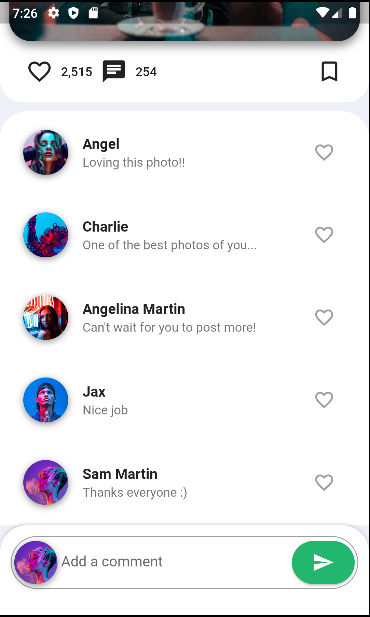 7:26
2,515 254
Angel
Loving this photo!!
Charlie
One of the best photos of you...
Angelina Martin
Can't wait for you to post more!
Jax
Nice job
Sam Martin
Thanks everyone :)
Add a comment